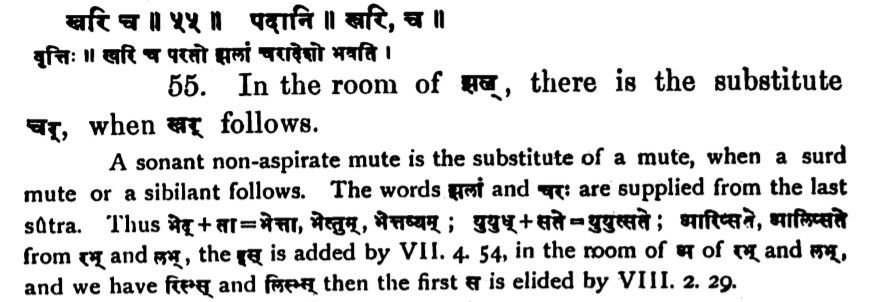 खरि च ॥ ५५ ॥ पदानि ॥ खरि, च ॥
वृत्तिः ॥ खरि च परतो झलां चरादेशो भवति ।
55. In the room of झल्, there is the substitute
चर्, when खर् follows.
A sonant non-aspirate mute is the substitute of a mute, when a surd
mute or a sibilant follows. The words झलां and चरः are supplied from the last
sûtra. Thus भेद् + ता = भेत्ता, भेत्तुम्, भेत्तव्यम् ; युयुध् + सते = युयुत्सते ; आरिप्सते, आलिप्सते
from रभ् and लभ्, the इस् is added by VII. 4. 54, in the room of अ of रभ् and लभ्,
and we have रिस्भ्स् and लिस्भ्स् then the first स is elided by VIII. 2. 29.